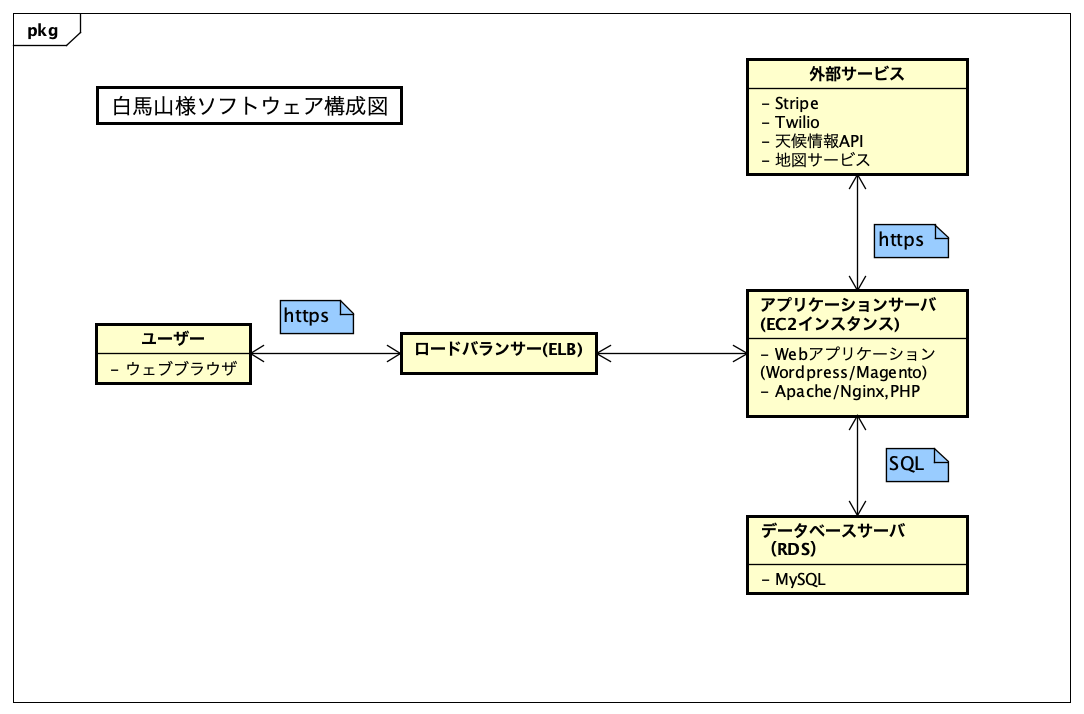 pkg
白馬山様ソフトウェア構成図
外部サービス
- Stripe
- Twilio
- 天候情報API
- 地図サービス
https
https
ユーザー
- ウェブブラウザ
ロードバランサー(ELB)
アプリケーションサーバ
(EC2インスタンス)
- Webアプリケーション
(Wordpress/Magento)
- Apache/Nginx,PHP
SQL
データベースサーバ
（RDS）
- MySQL